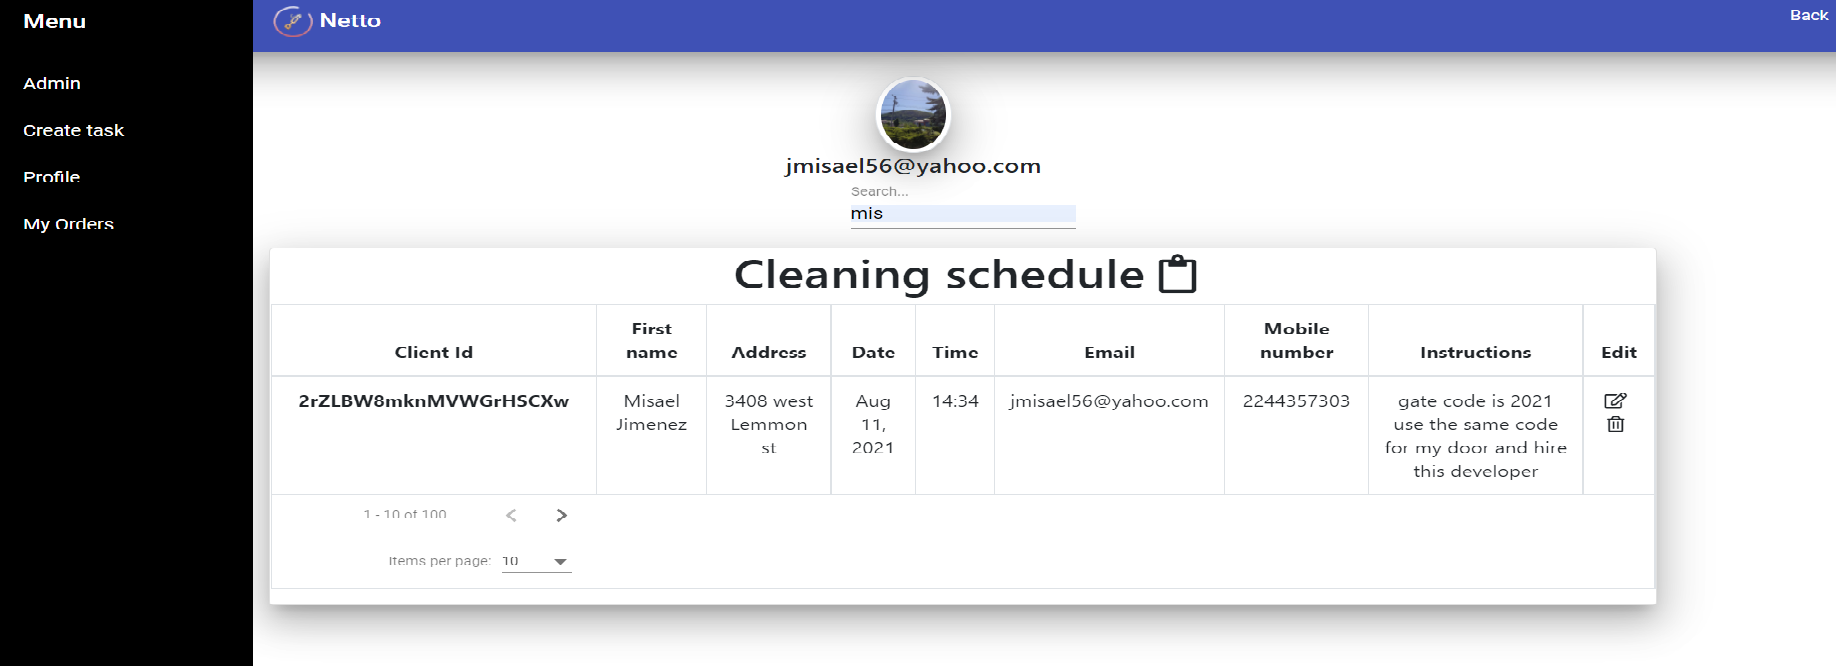 Menu
Netto
Back
Admin
Create task
Profile
My Orders
jmisael56@yahoo.com
Search...
mis
Cleaning schedule
Client Id
First name
Address
Date
Time
Email
Mobile number
Instructions
Edit
2rZLBW8mknMVWGrHSCXw
Misael
Jimenez
3408 west
Lemmon
st
Aug
11,
2021
14:34
jmisael56@yahoo.com
2244357303
gate code is 2021
use the same code
for my door and hire
this developer
1 - 10 of 100
Items per page: 10